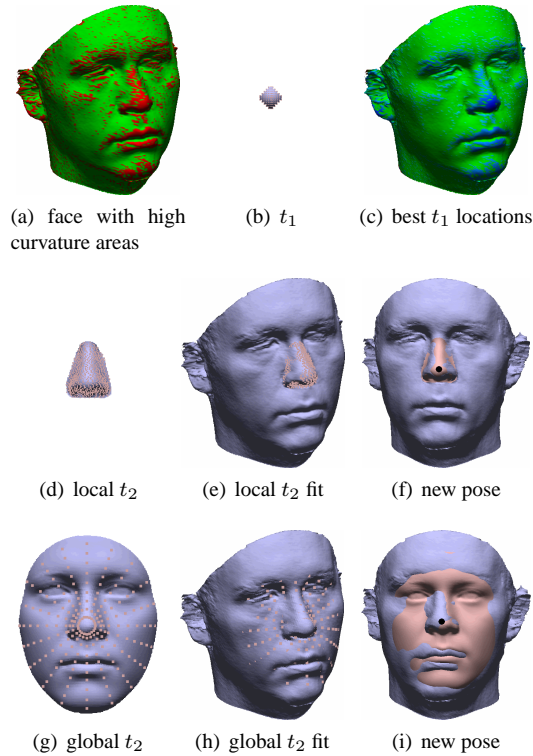 (a) face with high
curvature areas
(b) t₁
(c) best t₁ locations
(d) local t₂
(e) local t₂ fit
(f) new pose
(g) global t₂
(h) global t₂ fit
(i) new pose